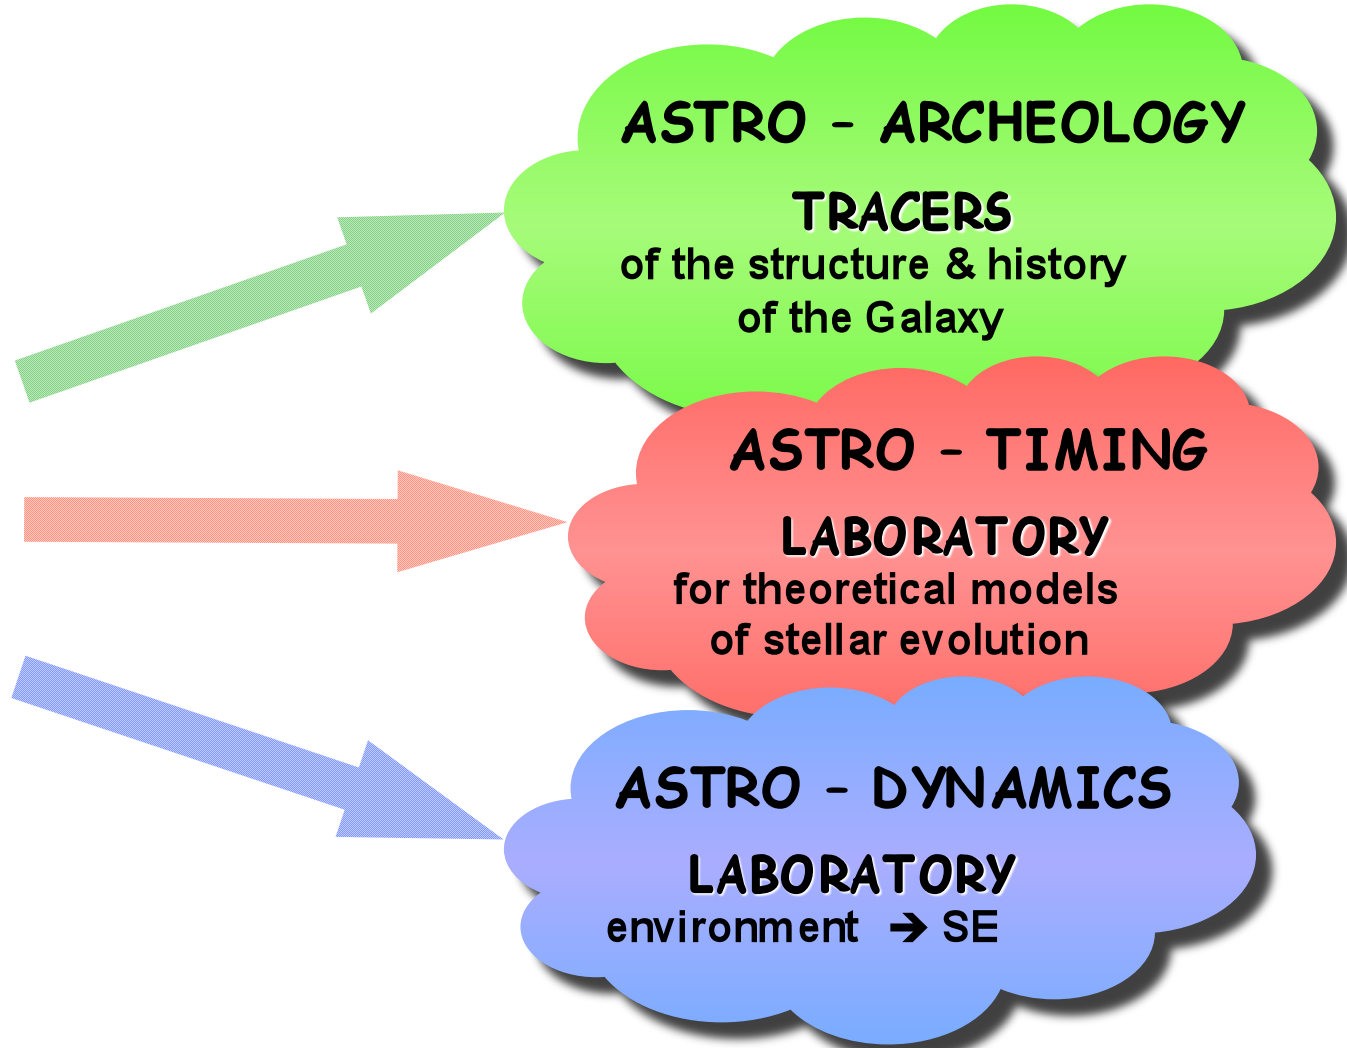 ASTRO - ARCHEOLOGY
TRACERS
of the structure & history
of the Galaxy
ASTRO - TIMING
LABORATORY
for theoretical models
of stellar evolution
ASTRO - DYNAMICS
LABORATORY
environment ➔ SE